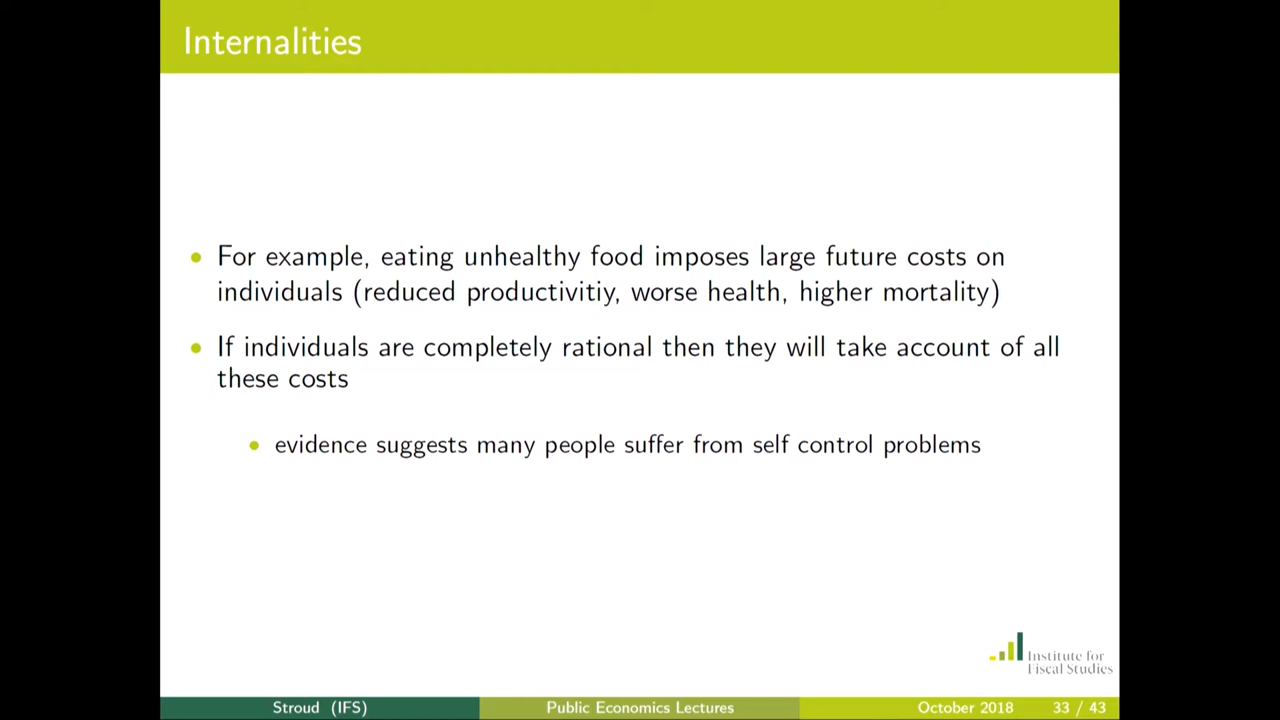 Internalities
For example, eating unhealthy food imposes large future costs on
individuals (reduced productivitiy, worse health, higher mortality)
If individuals are completely rational then they will take account of all
these costs
evidence suggests many people suffer from self control problems
Institute for
Fiscal Studies
Stroud (IFS) Public Economics Lectures October 2018 33 / 43